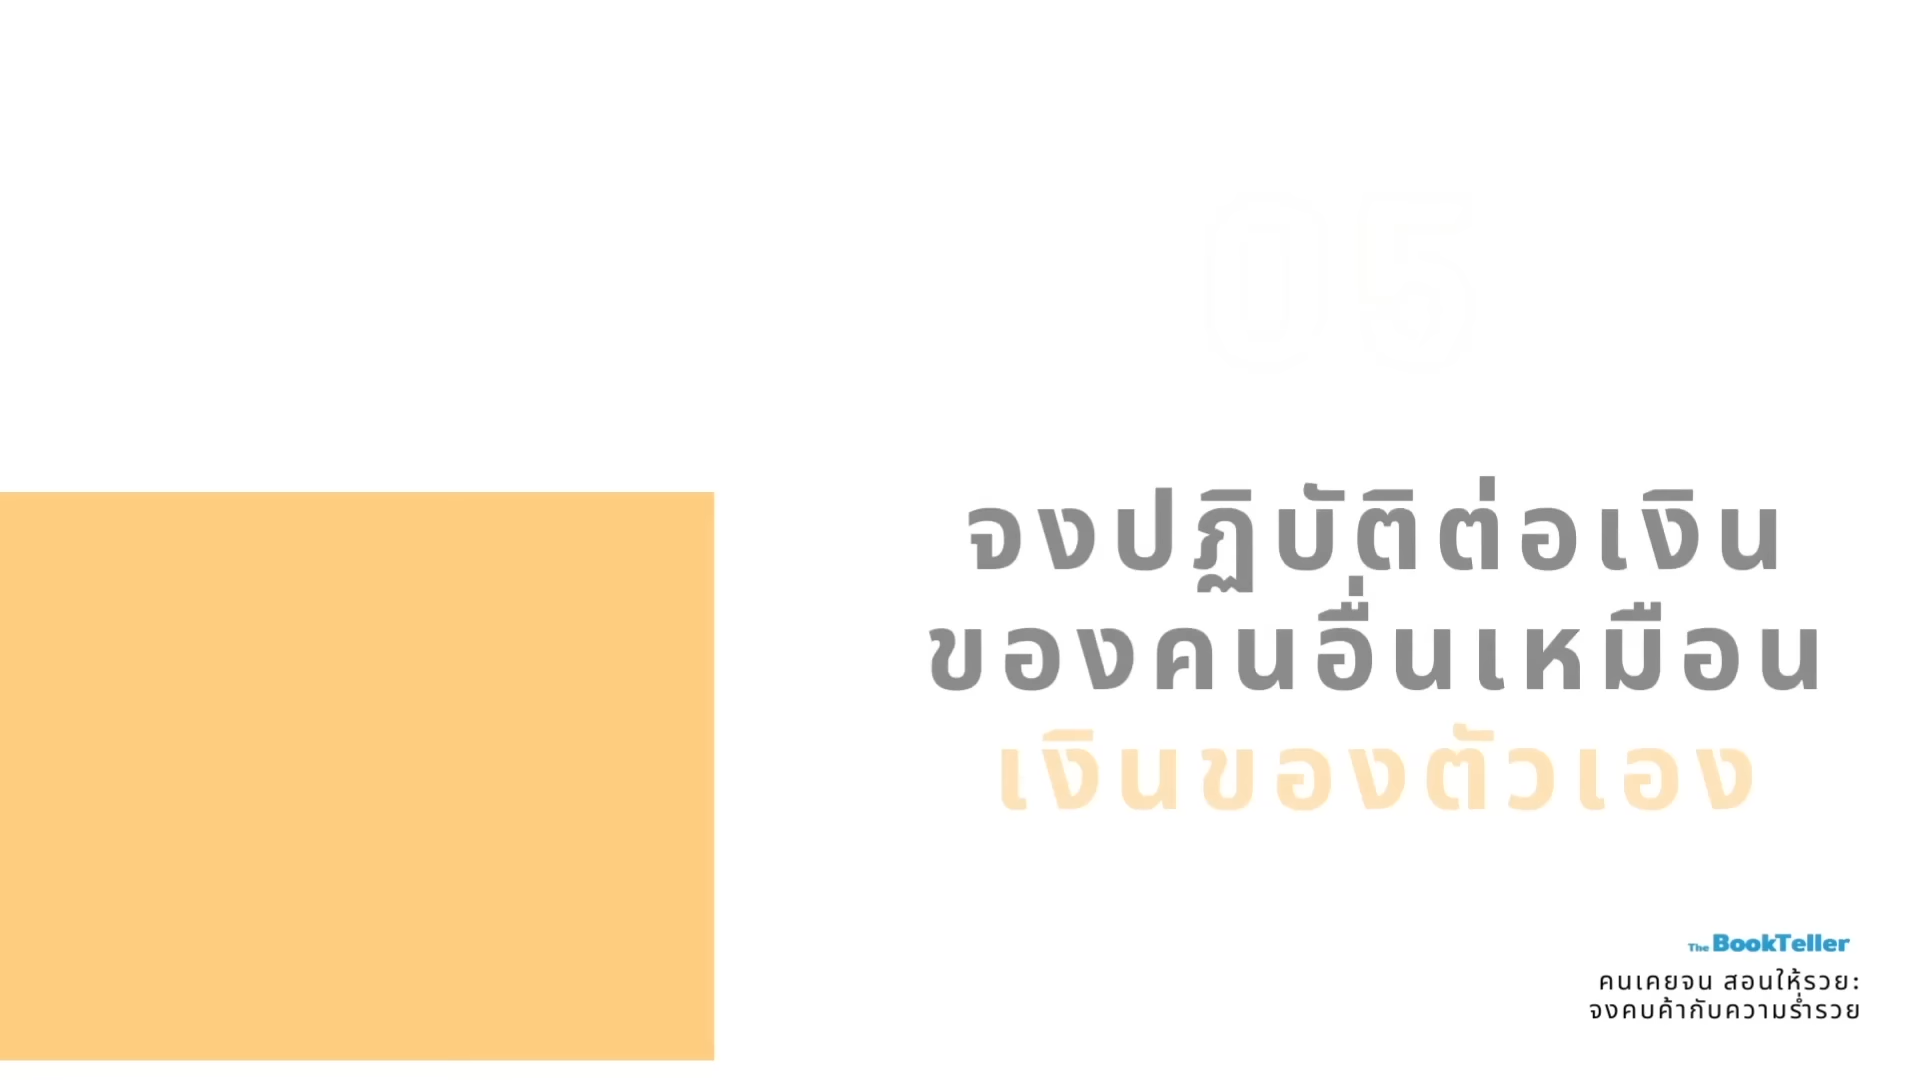 05
จงปฏิบัติต่อเงิน
ของคนอื่นเหมือน
เงินของตัวเอง
The BookTeller
คนเคยจน สอนให้รวย:
จงคบค้ากับความร่ำรวย